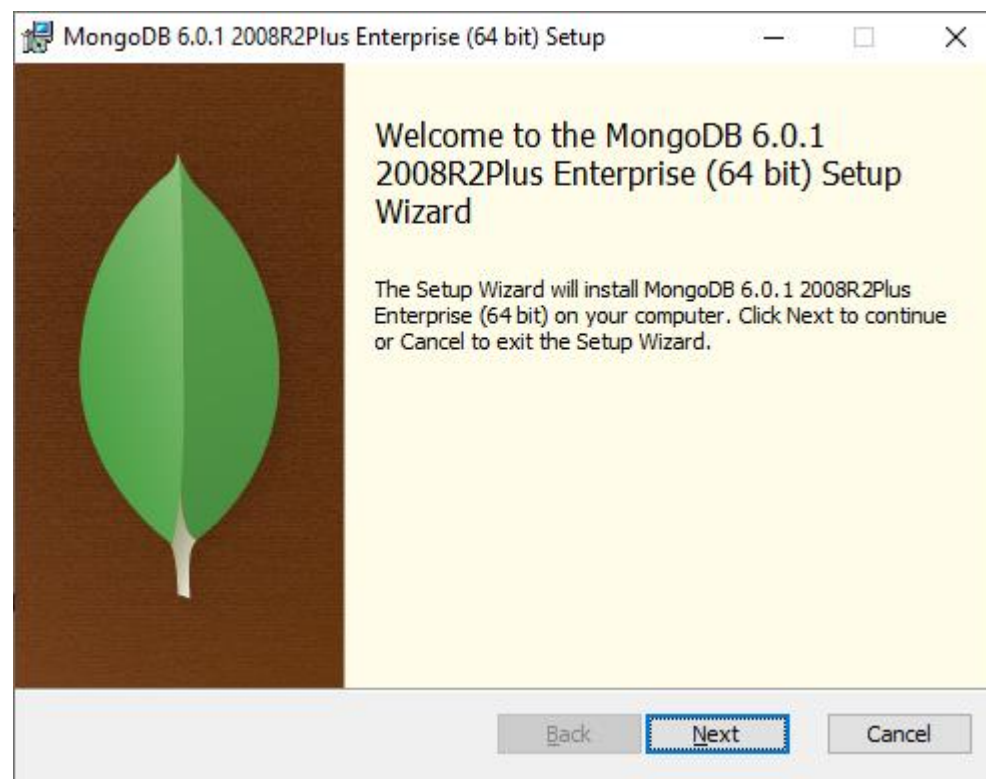 MongoDB 6.0.1 2008R2Plus Enterprise (64 bit) Setup
Welcome to the MongoDB 6.0.1
2008R2Plus Enterprise (64 bit) Setup
Wizard
The Setup Wizard will install MongoDB 6.0.1 2008R2Plus
Enterprise (64 bit) on your computer. Click Next to continue
or Cancel to exit the Setup Wizard.
Back Next Cancel